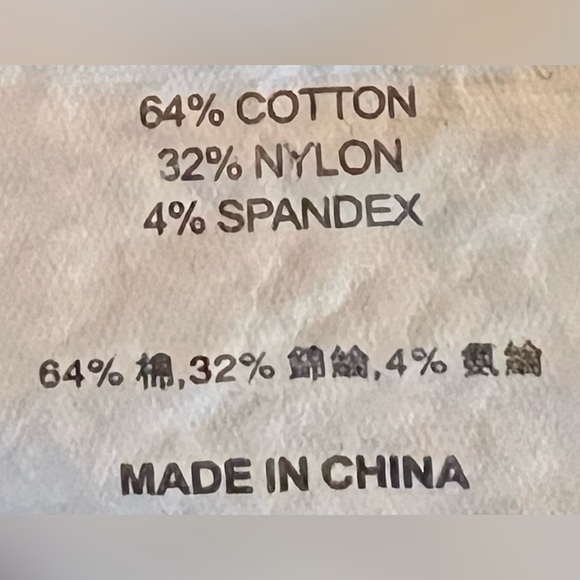 64% COTTON
32% NYLON
4% SPANDEX
64% 棉,32% 錦綸,4% 氨綸
MADE IN CHINA